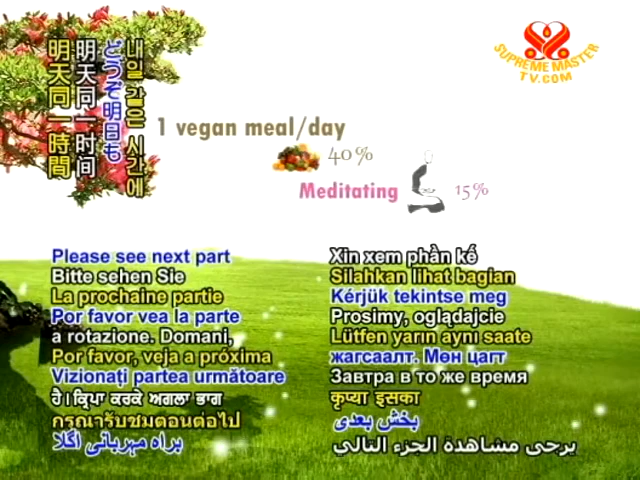 SUPREME MASTER
TV.COM
明天同一時間
明天同一时间
どうぞ明日も
내일 같은 시간에
1 vegan meal/day
40%
Meditating
15%
Please see next part
Bitte sehen Sie
La prochaine partie
Por favor vea la parte
a rotazione. Domani,
Por favor, veja a próxima
Vizionaţi partea următoare
ਹੈ। ਕ੍ਰਿਪਾ ਕਰਕੇ ਅਗਲਾ ਭਾਗ
กรุณารับชมตอนต่อไป
براہ مہربانی اگلا
Xin xem phần kế
Silahkan lihat bagian
Kérjük tekintse meg
Prosimy, oglądajcie
Lütfen yarın aynı saate
жагсаалт. Мөн цагт
Завтра в то же время
कृप्या इसका
بخش بعدی
يرجى مشاهدة الجزء التالي